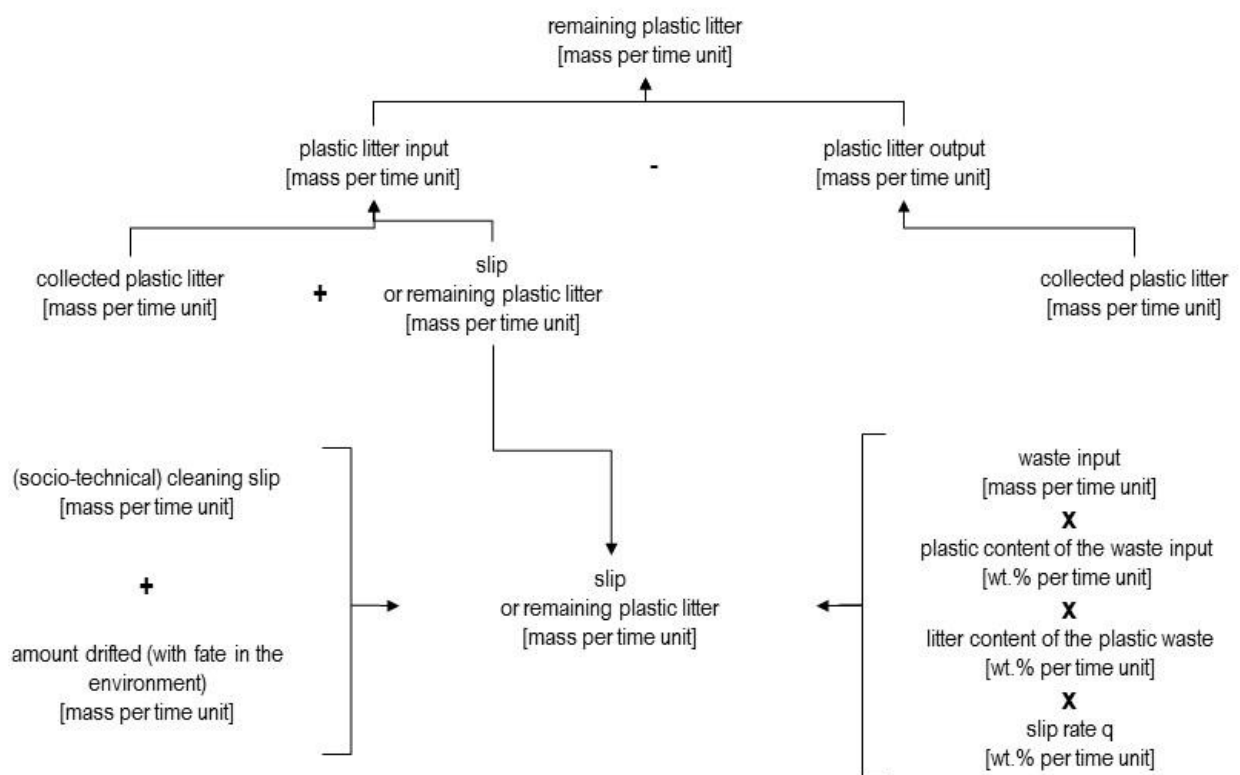 remaining plastic litter
[mass per time unit]
plastic litter input
[mass per time unit]
-
plastic litter output
[mass per time unit]
collected plastic litter
[mass per time unit]
+
slip
or remaining plastic litter
[mass per time unit]
collected plastic litter
[mass per time unit]
(socio-technical) cleaning slip
[mass per time unit]
+
amount drifted (with fate in the
environment)
[mass per time unit]
slip
or remaining plastic litter
[mass per time unit]
waste input
[mass per time unit]
X
plastic content of the waste input
[wt.% per time unit]
X
litter content of the plastic waste
[wt.% per time unit]
X
slip rate q
[wt.% per time unit]